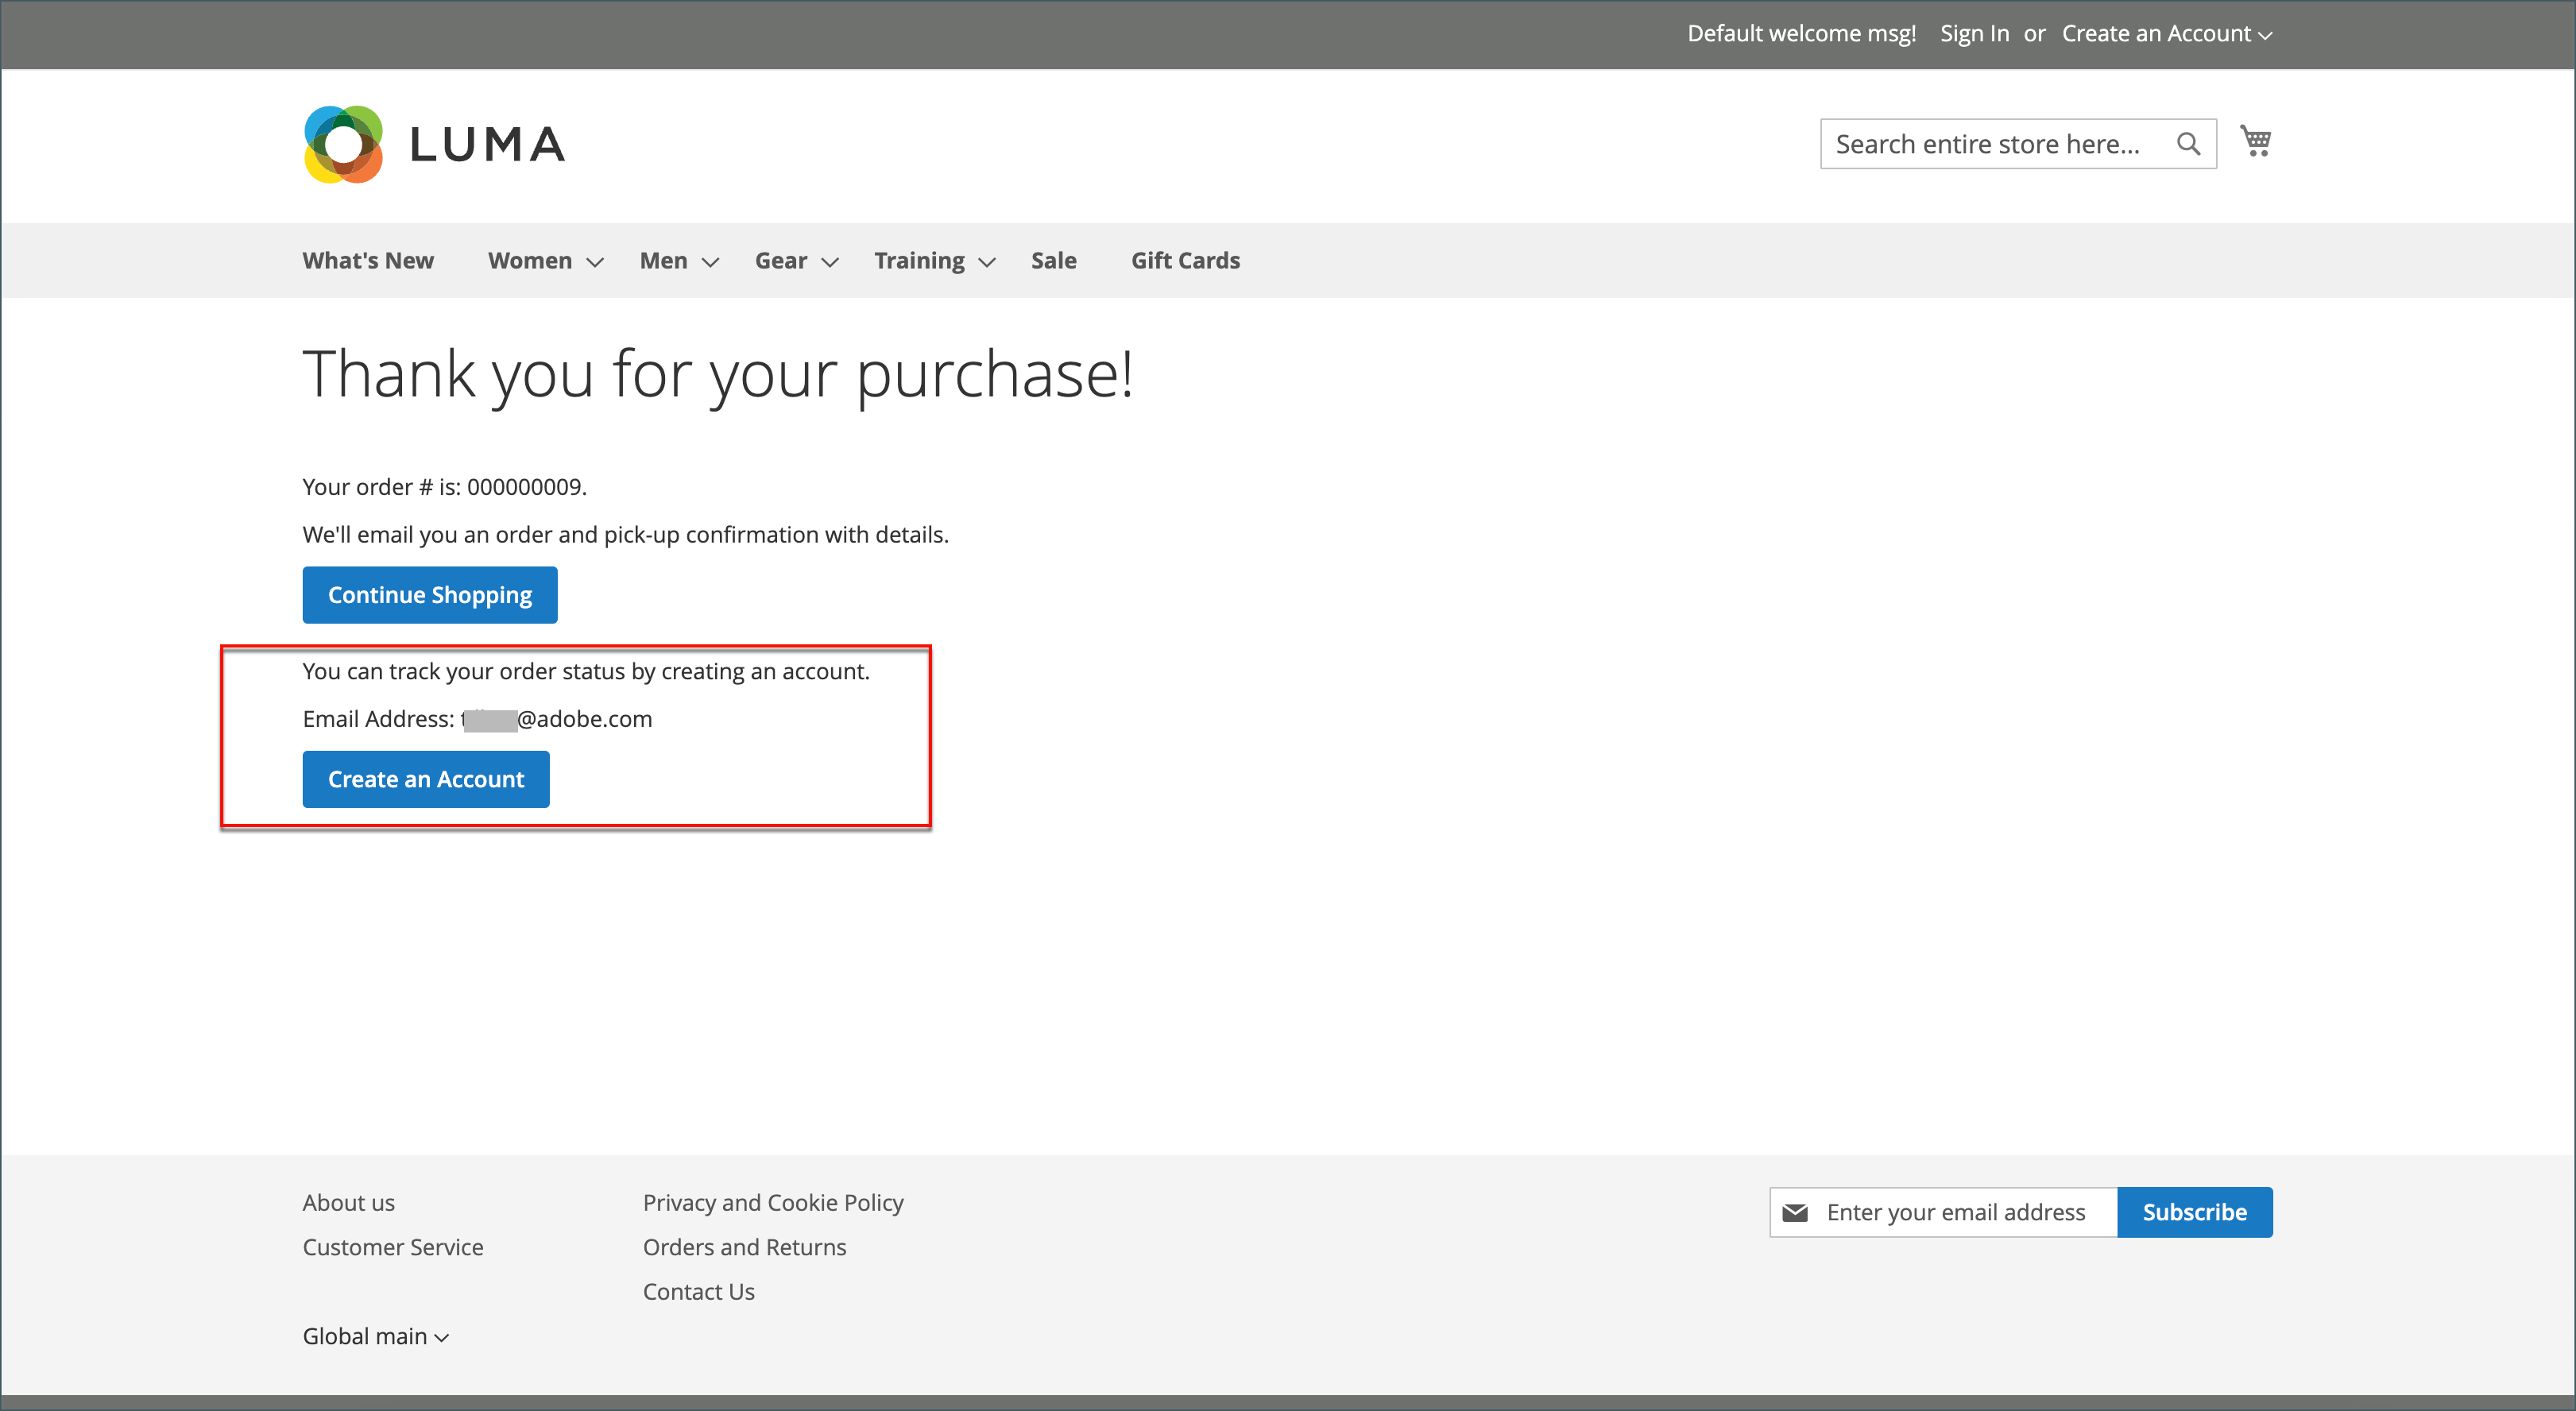 Default welcome msg! Sign In or Create an Account
LUMA
Search entire store here...
What's New Women Men Gear Training Sale Gift Cards
Thank you for your purchase!
Your order # is: 000000009.
We'll email you an order and pick-up confirmation with details.
Continue Shopping
You can track your order status by creating an account.
Email Address: @adobe.com
Create an Account
About us
Customer Service
Privacy and Cookie Policy
Orders and Returns
Contact Us
Enter your email address Subscribe
Global main